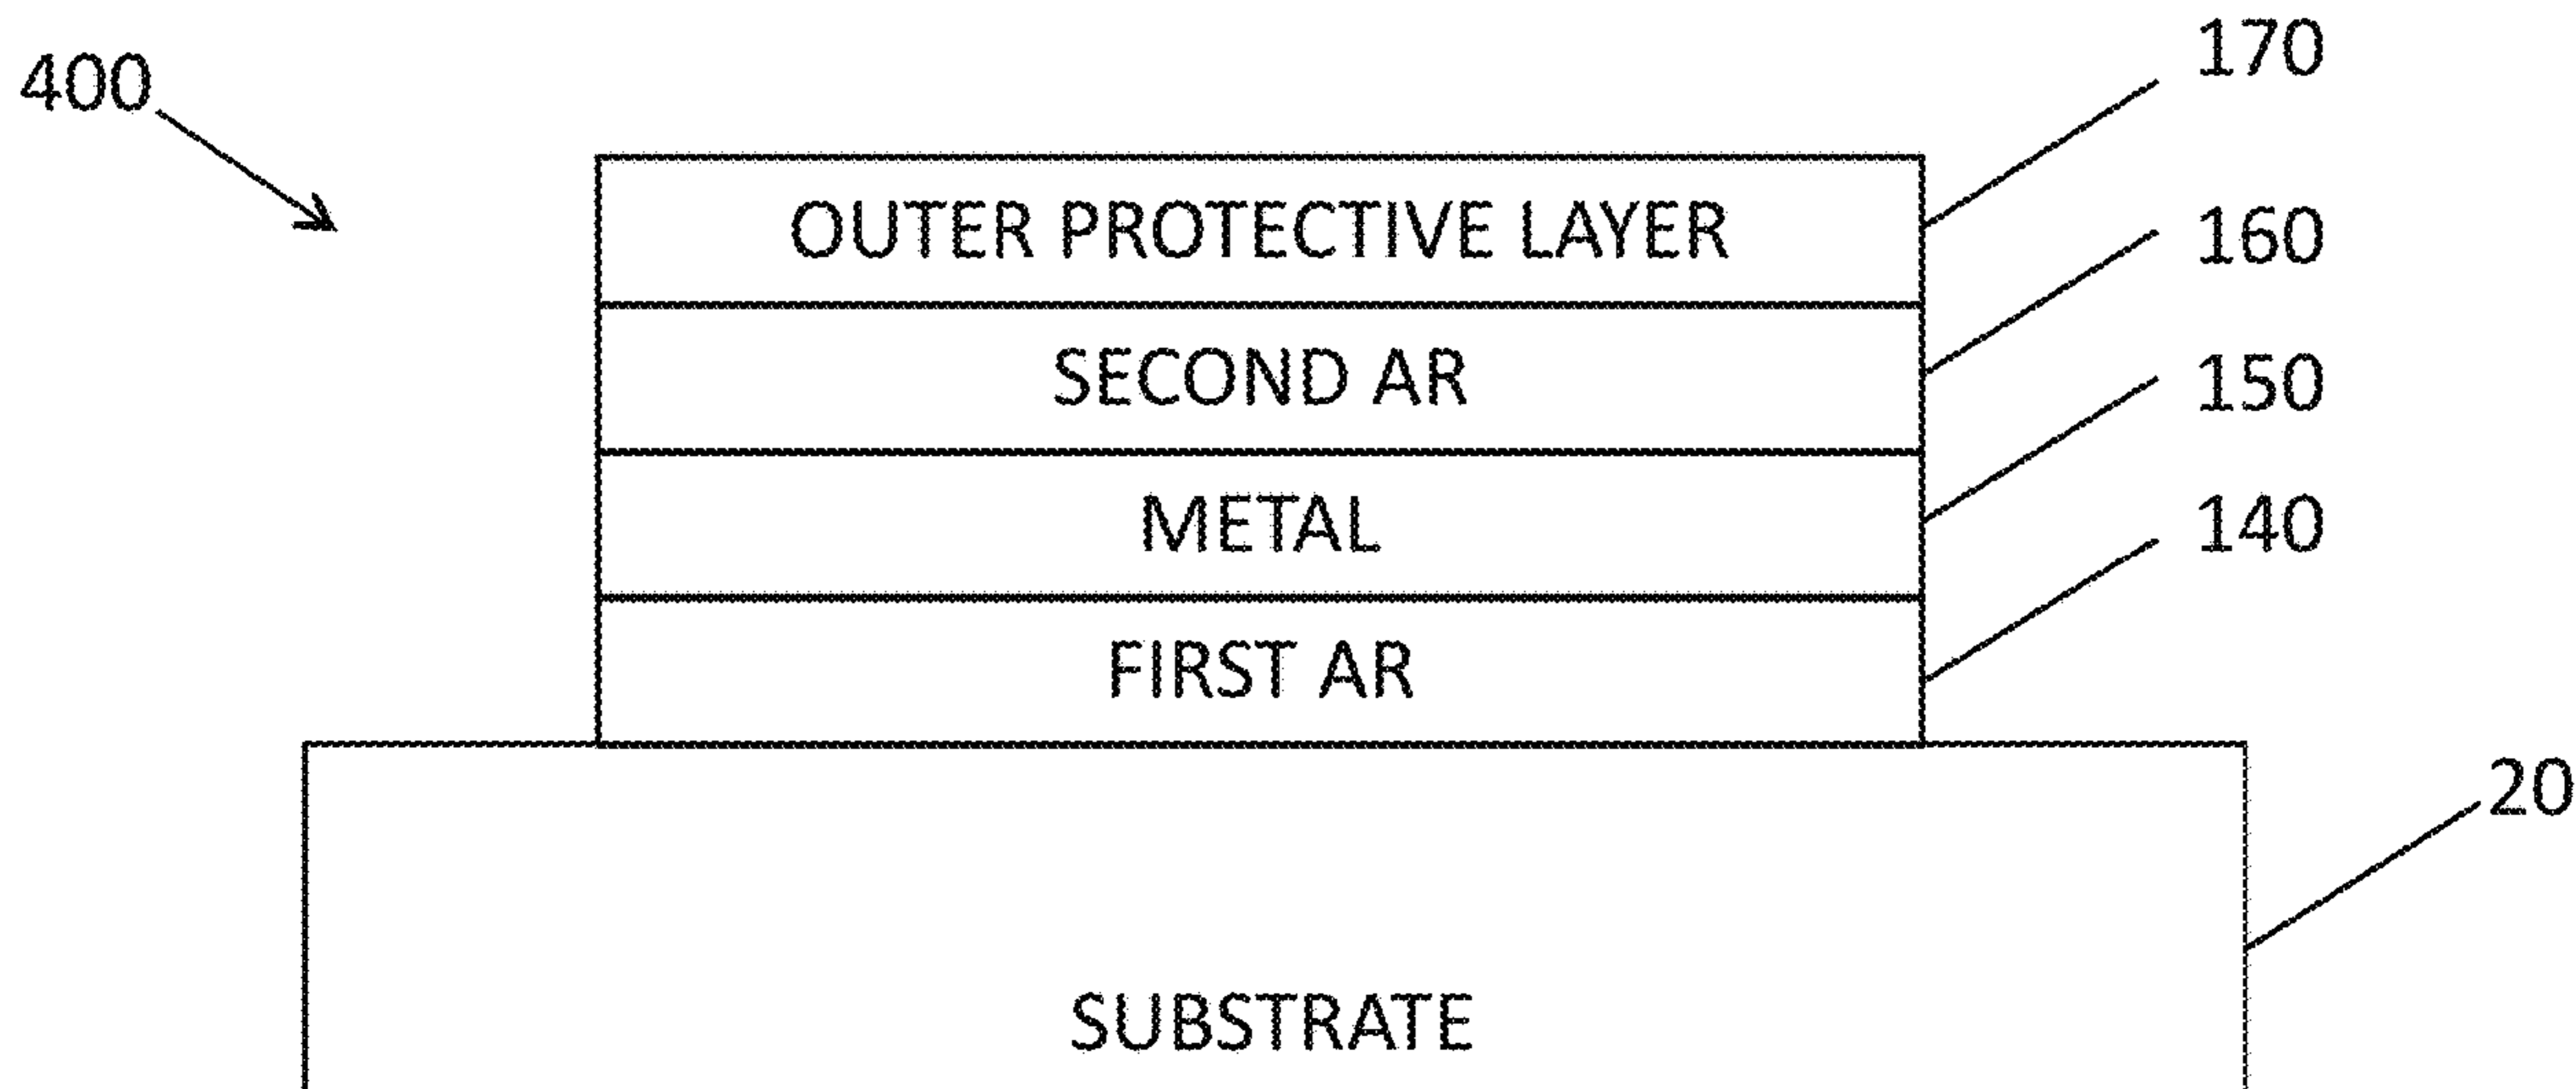 170
400
OUTER PROTECTIVE LAYER
160
SECOND AR
150
METAL
140
FIRST AR
20
SUBSTRATE